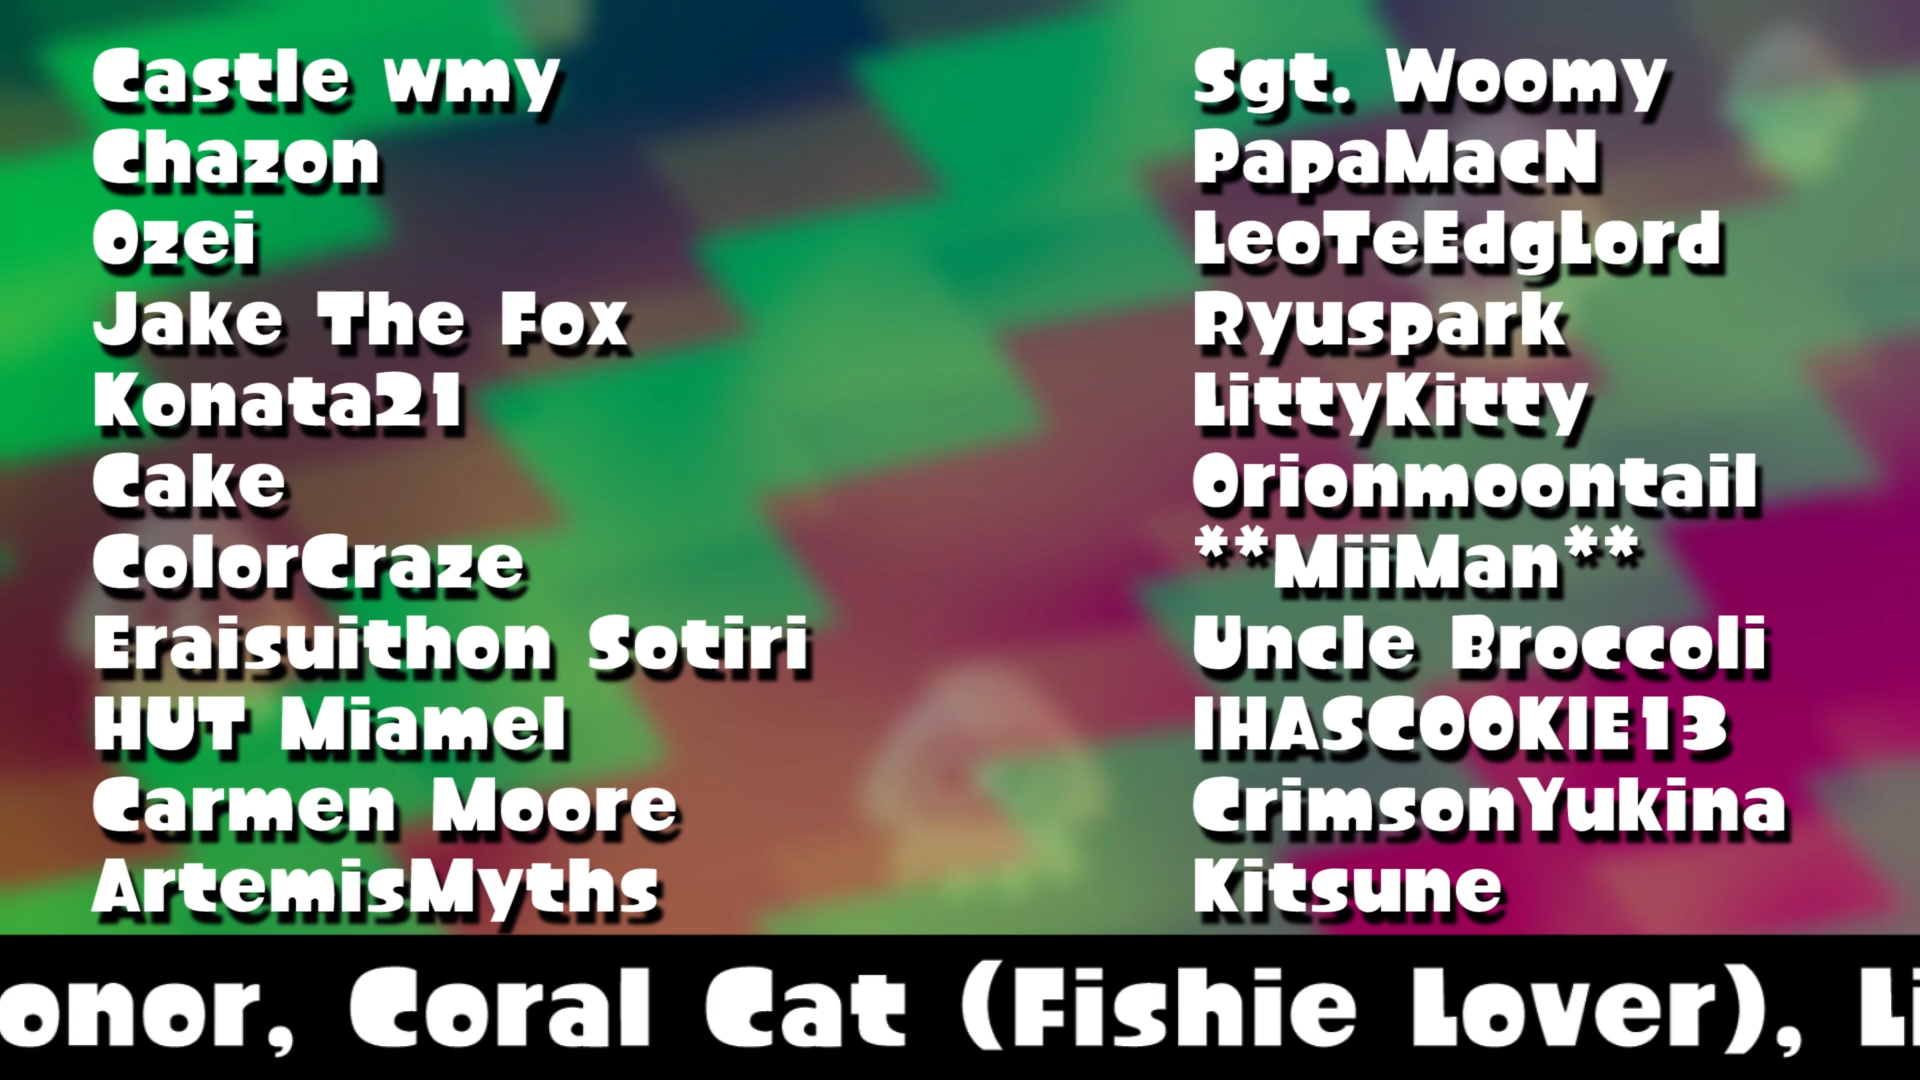 Castle wmy
Chazon
Ozei
Jake The Fox
Konata21
Cake
ColorCraze
Eraisuithon Sotiri
HUT Miamel
Carmen Moore
ArtemisMyths
Sgt. Woomy
PapaMacN
LeoTeEdgLord
Ryuspark
LittyKitty
Orionmoontail
**MiiMan**
Uncle Broccoli
IHASCOOKIE13
CrimsonYukina
Kitsune
onor, Coral Cat (Fishie Lover), Li